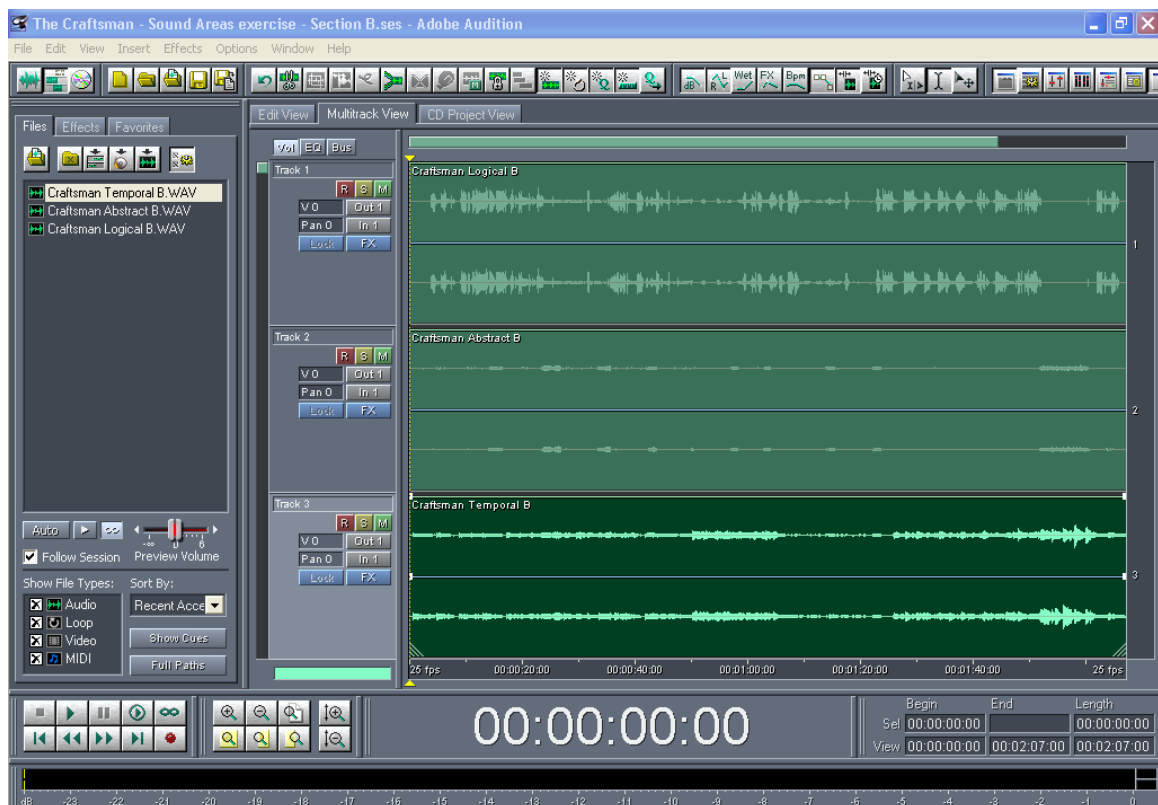 The Craftsman - Sound Areas exercise - Section B.ses - Adobe Audition
File Edit View Insert Effects Options Window Help
Wet FX Bpm
Files Effects Favorites
Edit View Multitrack View CD Project View
Vol EQ Bus
Craftsman Temporal B.WAV
Craftsman Abstract B.WAV
Craftsman Logical B.WAV
Track 1
R S M
V 0 Out 1
Pan 0 In 1
Lock FX
Craftsman Logical B
1
Track 2
R S M
V 0 Out 1
Pan 0 In 1
Lock FX
Craftsman Abstract B
2
Track 3
R S M
V 0 Out 1
Pan 0 In 1
Lock FX
Craftsman Temporal B
3
Auto
-∞ 0 6
Follow Session Preview Volume
Show File Types: Sort By:
Audio Recent Acce
Loop
Video Show Cues
MIDI Full Paths
25 fps 00:00:20:00 00:00:40:00 00:01:00:00 00:01:20:00 00:01:40:00 25 fps
00:00:00:00
Begin End Length
Sel 00:00:00:00 00:00:00:00
View 00:00:00:00 00:02:07:00 00:02:07:00
dB -23 -22 -21 -20 -19 -18 -17 -16 -15 -14 -13 -12 -11 -10 -9 -8 -7 -6 -5 -4 -3 -2 -1 0